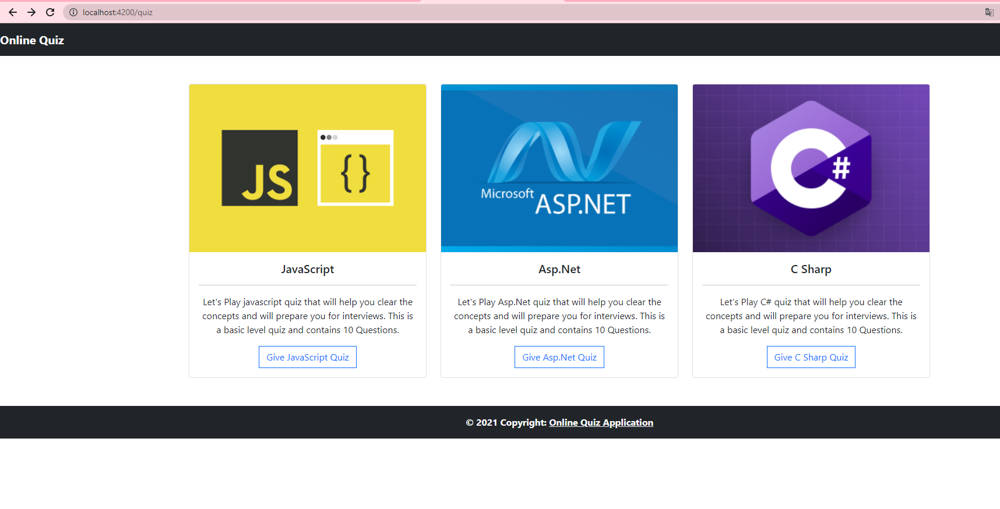 localhost:4200/quiz
Online Quiz
JS
{}
Microsoft
ASP.NET
C#
JavaScript
Let's Play javascript quiz that will help you clear the
concepts and will prepare you for interviews. This is
a basic level quiz and contains 10 Questions.
Give JavaScript Quiz
Asp.Net
Let's Play Asp.Net quiz that will help you clear the
concepts and will prepare you for interviews. This is
a basic level quiz and contains 10 Questions.
Give Asp.Net Quiz
C Sharp
Let's Play C# quiz that will help you clear the
concepts and will prepare you for interviews. This is
a basic level quiz and contains 10 Questions.
Give C Sharp Quiz
© 2021 Copyright: Online Quiz Application